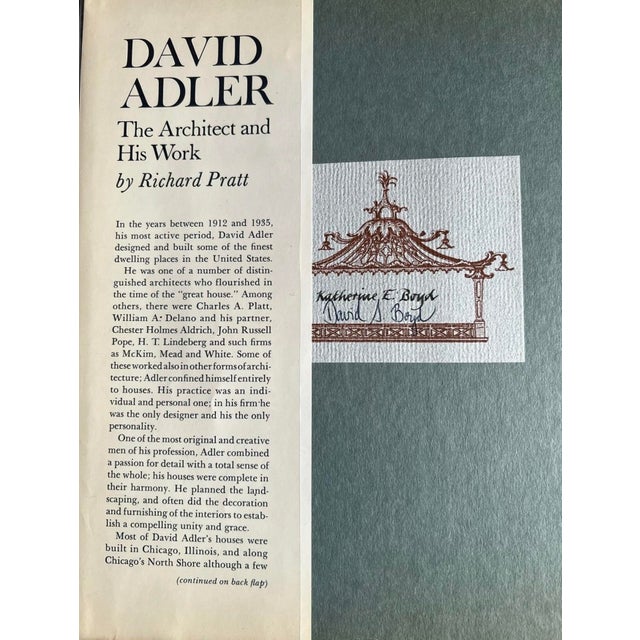 DAVID
ADLER
The Architect and
His Work
by Richard Pratt
In the years between 1912 and 1935,
his most active period, David Adler
designed and built some of the finest
dwelling places in the United States.
He was one of a number of distin-
guished architects who flourished in
the time of the "great house." Among
others, there were Charles A. Platt,
William A. Delano and his partner,
Chester Holmes Aldrich, John Russell
Pope, H. T. Lindeberg and such firms
as McKim, Mead and White. Some of
these worked also in other forms of archi-
tecture; Adler confined himself entirely
to houses. His practice was an indi-
vidual and personal one; in his firm he
was the only designer and his the only
personality.
One of the most original and creative
men of his profession, Adler combined
a passion for detail with a total sense of
the whole; his houses were complete in
their harmony. He planned the land-
scaping, and often did the decoration
and furnishing of the interiors to estab-
lish a compelling unity and grace.
Most of David Adler's houses were
built in Chicago, Illinois, and along
Chicago's North Shore although a few
(continued on back flap)
Katherine E. Boyd
David S Boyd